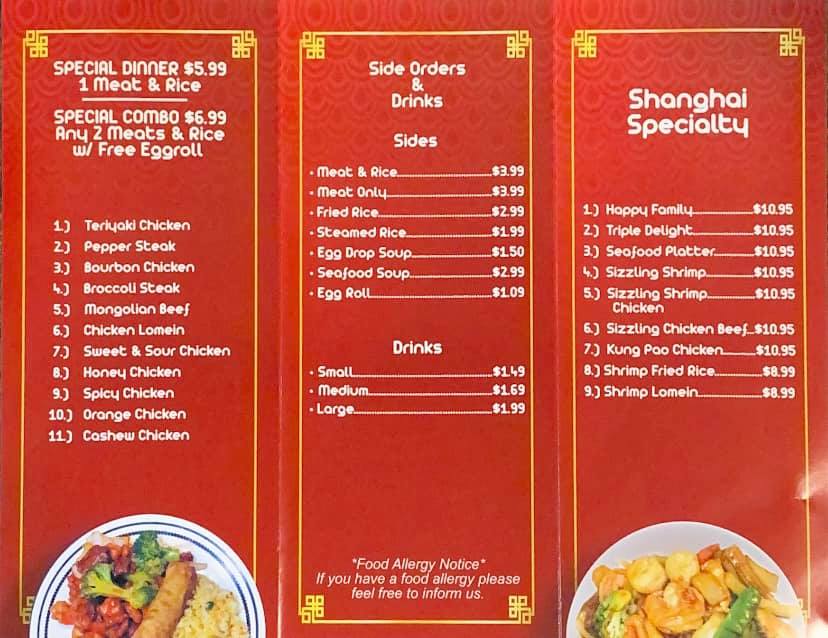 SPECIAL DINNER $5.99
1 Meat & Rice
SPECIAL COMBO $6.99
Any 2 Meats & Rice
w/ Free Eggroll
1.) Teriyaki Chicken
2.) Pepper Steak
3.) Bourbon Chicken
4.) Broccoli Steak
5.) Mongolian Beef
6.) Chicken Lomein
7.) Sweet & Sour Chicken
8.) Honey Chicken
9.) Spicy Chicken
10.) Orange Chicken
11.) Cashew Chicken
Side Orders
&
Drinks
Sides
• Meat & Rice $3.99
• Meat Only $3.99
• Fried Rice $2.99
• Steamed Rice $1.99
• Egg Drop Soup $1.50
• Seafood Soup $2.99
• Egg Roll $1.09
Drinks
• Small $1.49
• Medium $1.69
• Large $1.99
*Food Allergy Notice*
If you have a food allergy please
feel free to inform us.
Shanghai
Specialty
1.) Happy Family $10.95
2.) Triple Delight $10.95
3.) Seafood Platter $10.95
4.) Sizzling Shrimp $10.95
5.) Sizzling Shrimp $10.95
Chicken
6.) Sizzling Chicken Beef $10.95
7.) Kung Pao Chicken $10.95
8.) Shrimp Fried Rice $8.99
9.) Shrimp Lomein $8.99